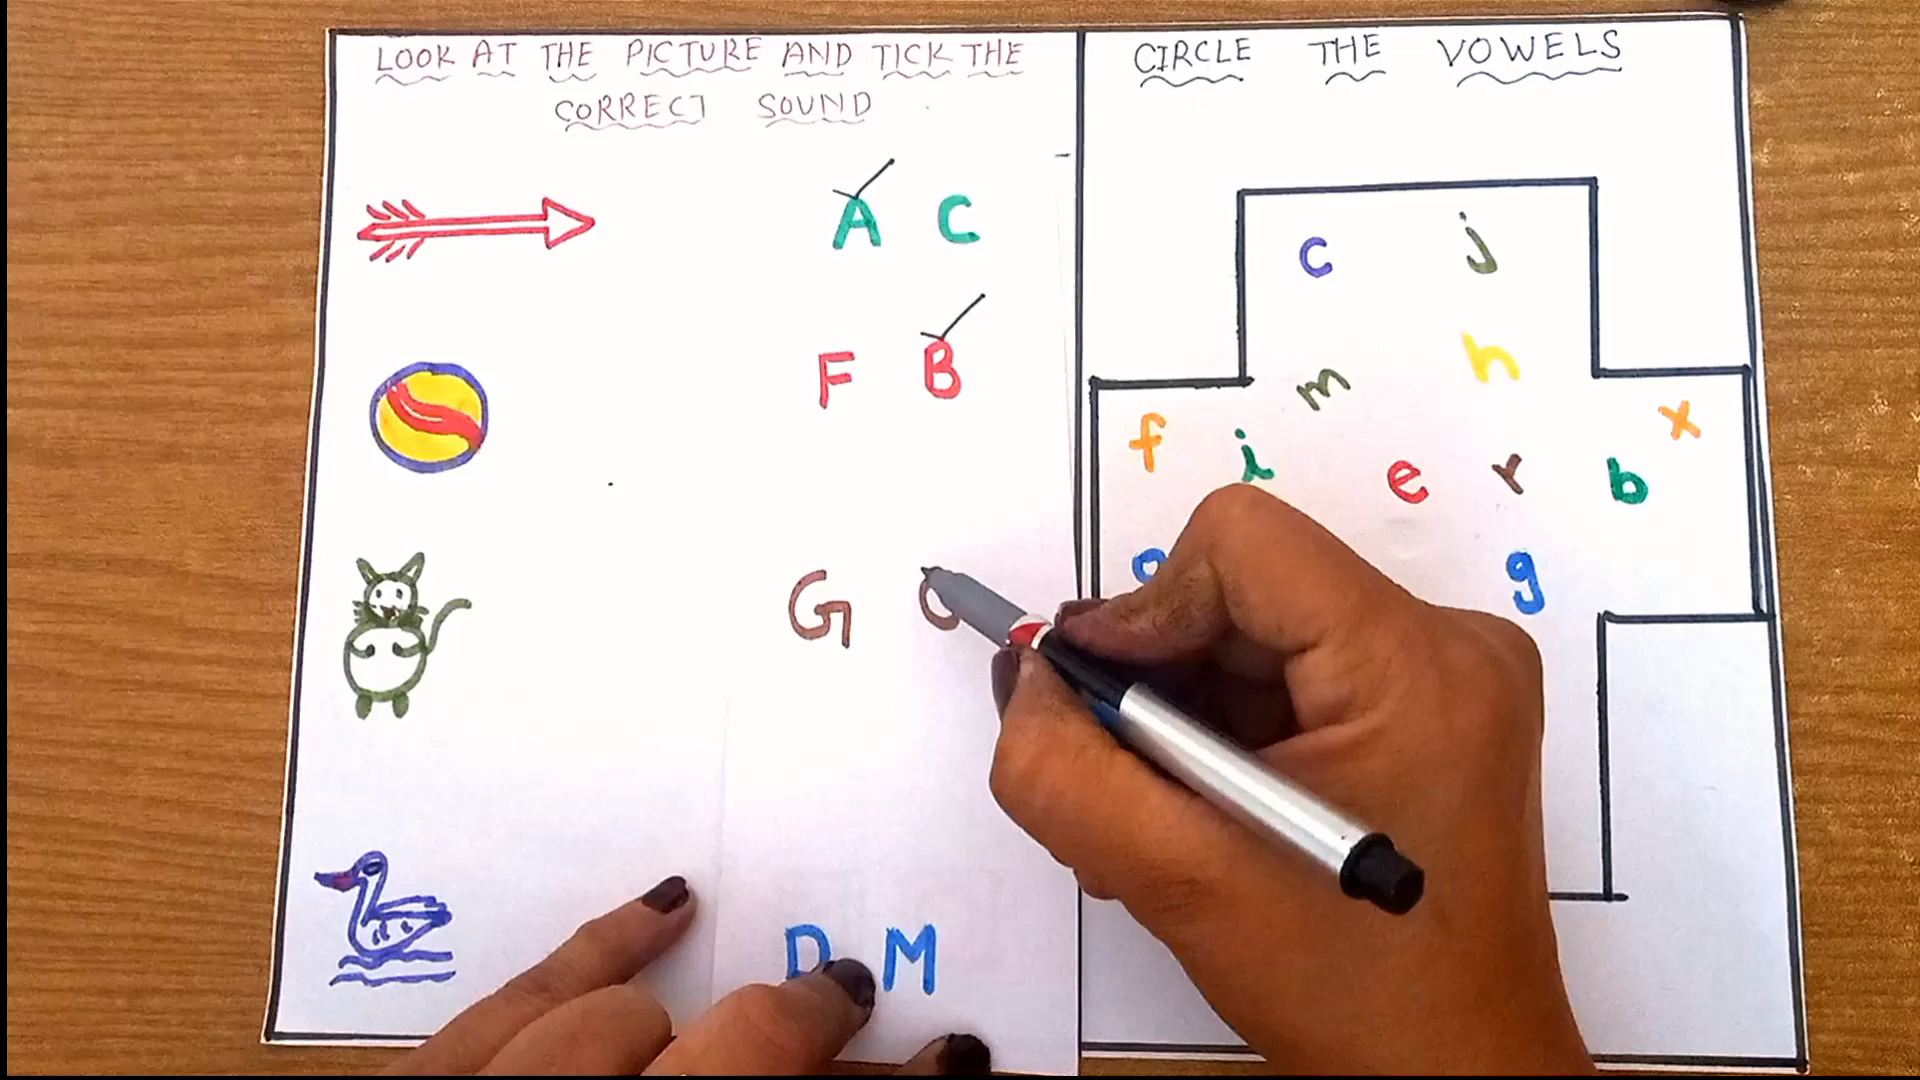 LOOK AT THE PICTURE AND TICK THE
CORRECT SOUND
A C
F B
G
D M
CIRCLE THE VOWELS
c j
m h
f i e r b x
g